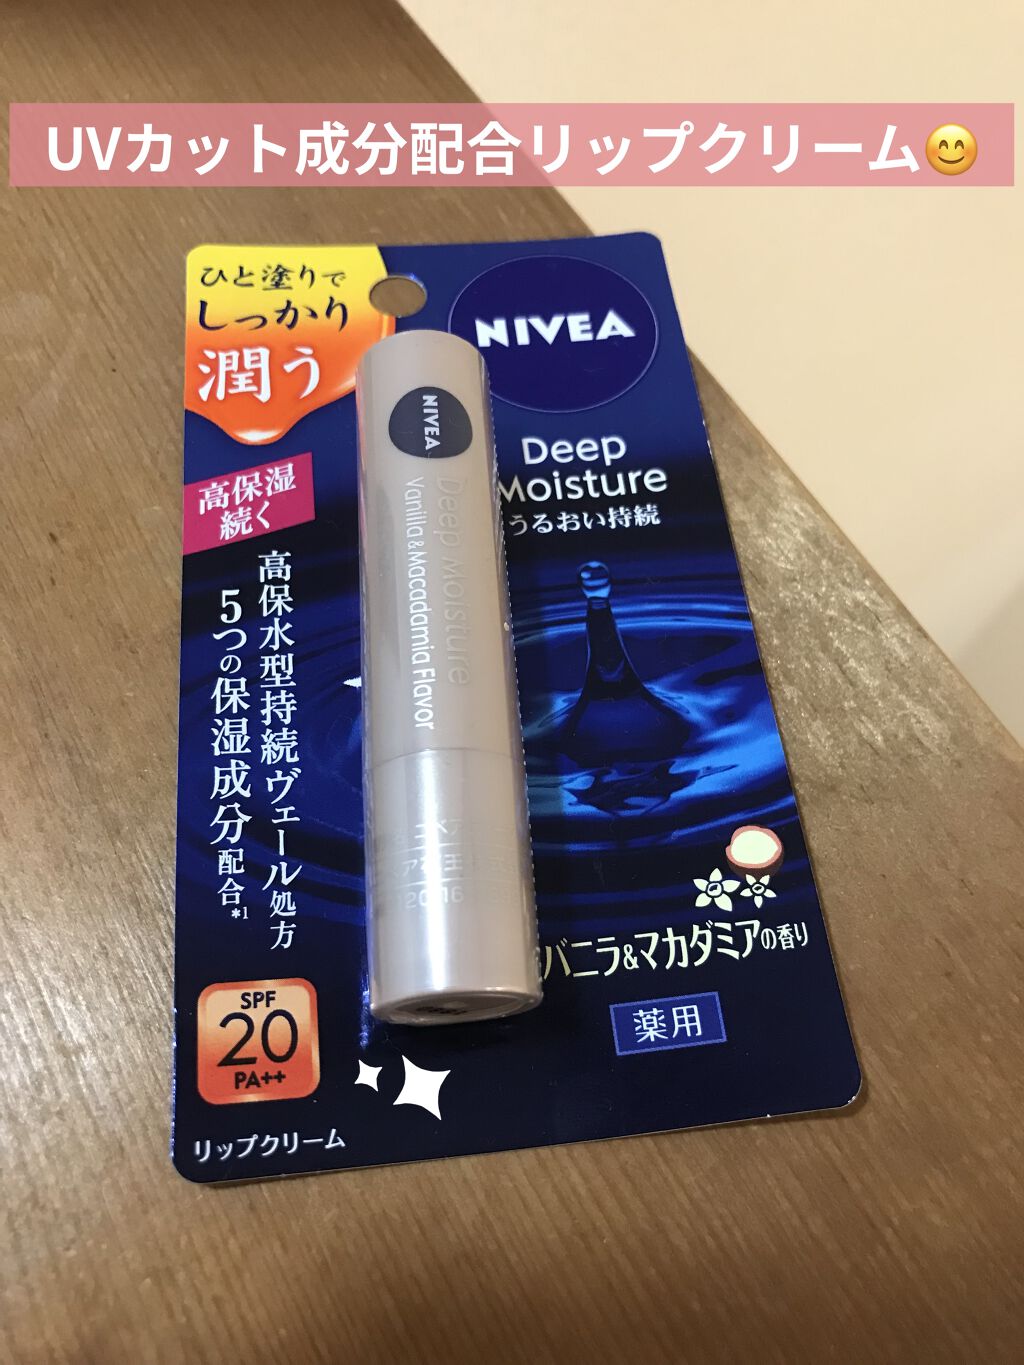 UVカット成分配合リップクリーム😊
ひと塗りで
しっかり
潤う
NIVEA
高保湿
続く
Deep
Moisture
うるおい持続
高保水型持続ヴェール処方
5つの保湿成分配合*1
NIVEA
Deep Moisture
Vanilla & Macadamia Flavor
バニラ&マカダミアの香り
薬用
SPF
20
PA++
リップクリーム